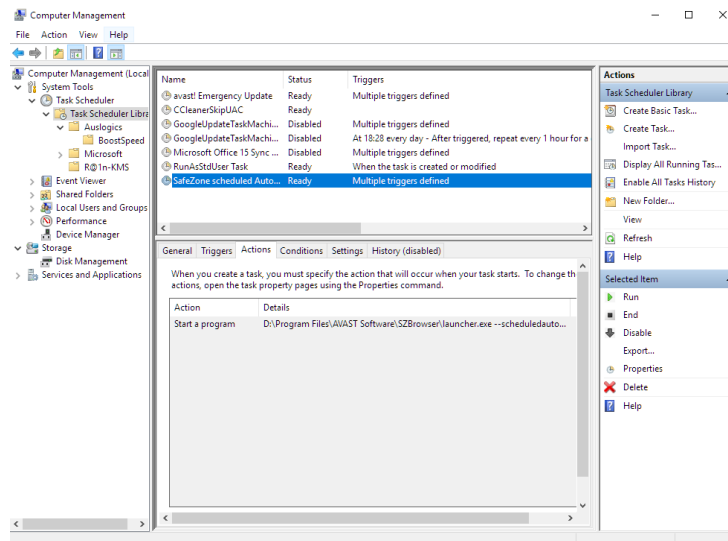 Computer Management
File Action View Help
Computer Management (Local
System Tools
Task Scheduler
Task Scheduler Libra
Auslogics
BoostSpeed
Microsoft
R@1n-KMS
Event Viewer
Shared Folders
Local Users and Groups
Performance
Device Manager
Storage
Disk Management
Services and Applications
Name Status Triggers
avast! Emergency Update Ready Multiple triggers defined
CCleanerSkipUAC Ready
GoogleUpdateTaskMachi... Disabled Multiple triggers defined
GoogleUpdateTaskMachi... Disabled At 18:28 every day - After triggered, repeat every 1 hour for a
Microsoft Office 15 Sync ... Disabled Multiple triggers defined
RunAsStdUser Task Ready When the task is created or modified
SafeZone scheduled Auto... Ready Multiple triggers defined
General Triggers Actions Conditions Settings History (disabled)
When you create a task, you must specify the action that will occur when your task starts. To change th
actions, open the task property pages using the Properties command.
Action Details
Start a program D:\Program Files\AVAST Software\SZBrowser\launcher.exe --scheduledauto...
Actions
Task Scheduler Library
Create Basic Task...
Create Task...
Import Task...
Display All Running Tas...
Enable All Tasks History
New Folder...
View
Refresh
Help
Selected Item
Run
End
Disable
Export...
Properties
Delete
Help